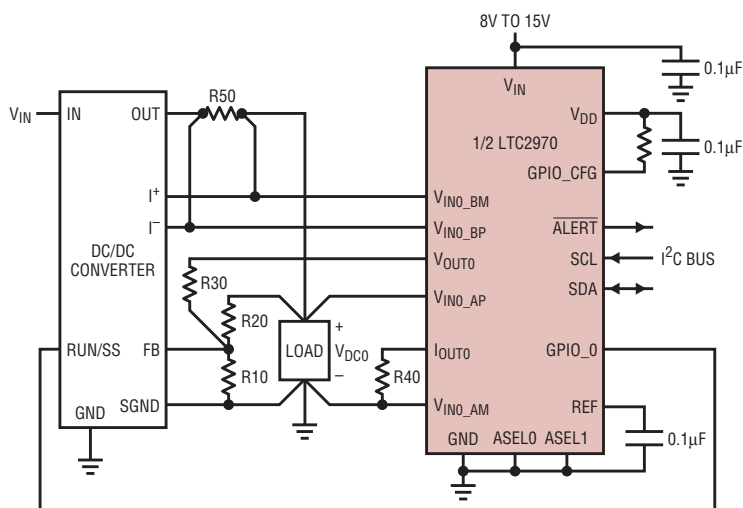 8V TO 15V
0.1µF
V_IN
IN
OUT
R50
I⁺
I⁻
DC/DC
CONVERTER
RUN/SS
FB
SGND
GND
R30
R20
R10
LOAD
+
V_DC0
–
R40
V_IN
1/2 LTC2970
V_DD
GPIO_CFG
0.1µF
V_IN0_BM
V_IN0_BP
V_OUT0
V_IN0_AP
I_OUT0
V_IN0_AM
ALERT
SCL
I²C BUS
SDA
GPIO_0
REF
0.1µF
GND
ASEL0
ASEL1